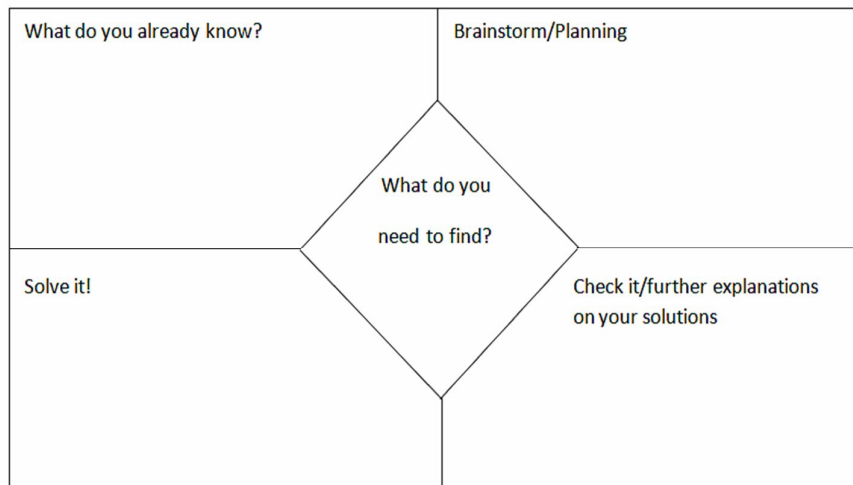 What do you already know?
Brainstorm/Planning
What do you
need to find?
Solve it!
Check it/further explanations
on your solutions